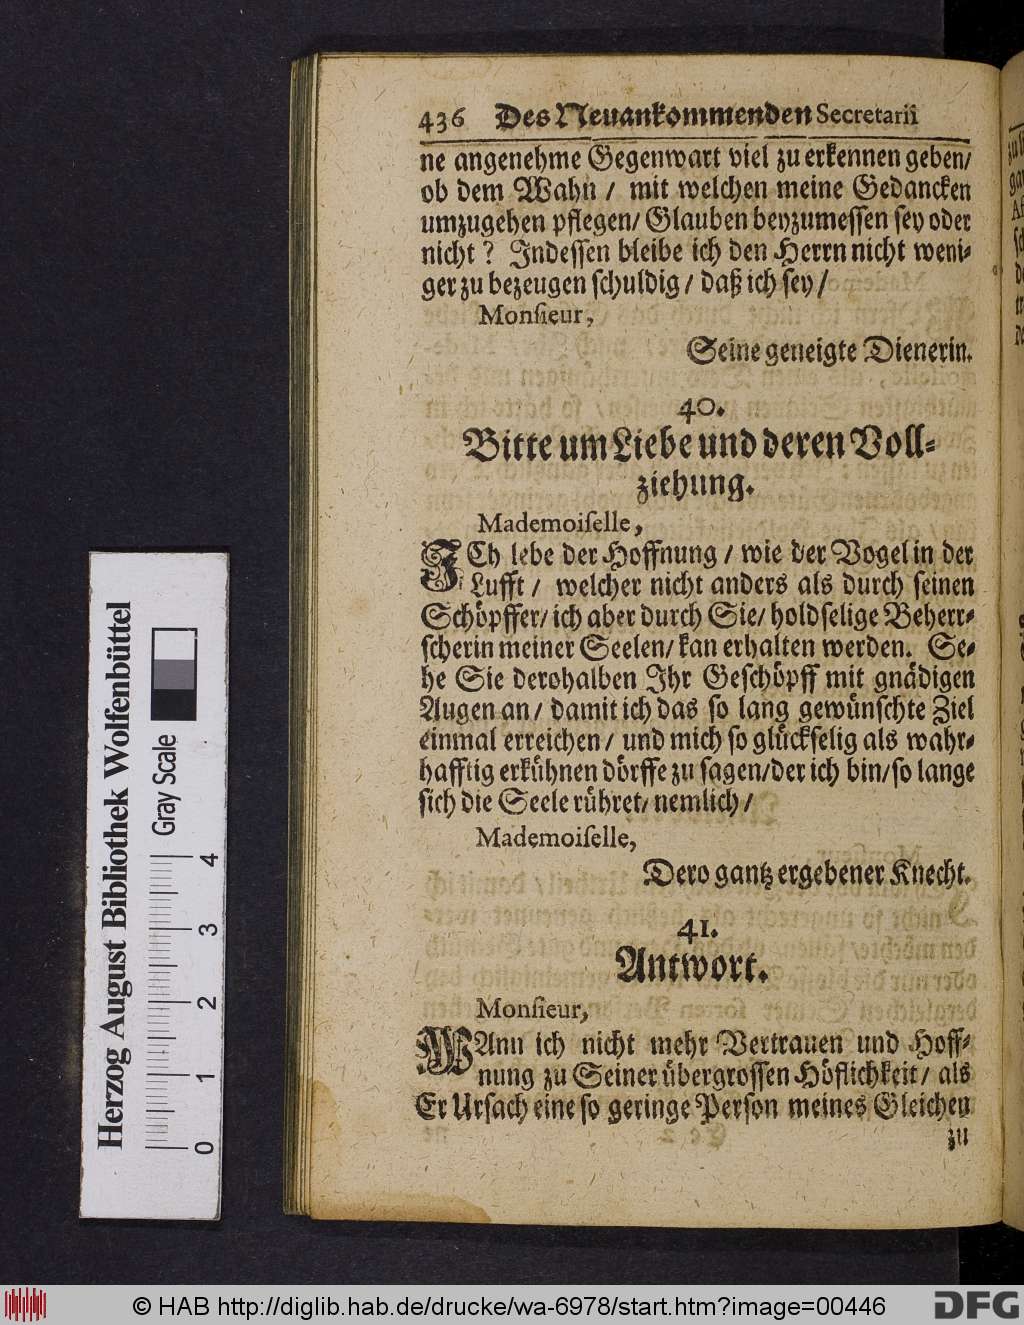 436 Des Neuankommenden Secretarii
ne angenehme Gegenwart viel zu erkennen geben/
ob dem Wahn / mit welchen meine Gedancken
umzugehen pflegen/ Glauben beyzumessen sey oder
nicht? Indessen bleibe ich den Herrn nicht weni-
ger zu bezeugen schuldig / daß ich sey /
Monsieur,
Seine geneigte Dienerin.
40.
Bitte um Liebe und deren Voll-
ziehung.
Mademoiselle,
ICh lebe der Hoffnung / wie der Vogel in der
Lufft / welcher nicht anders als durch seinen
Schöpffer/ ich aber durch Sie/ holdselige Beherr-
scherin meiner Seelen/ kan erhalten werden. Se-
he Sie derohalben Ihr Geschöpff mit gnädigen
Augen an / damit ich das so lang gewünschte Ziel
einmal erreichen / und mich so glückselig als wahr-
hafftig erkühnen dörffe zu sagen/ der ich bin/ so lange
sich die Seele rühret/ nemlich /
Mademoiselle,
Dero gantz ergebener Knecht.
41.
Antwort.
Monsieur,
WAnn ich nicht mehr Vertrauen und Hoff-
nung zu Seiner übergrossen Höflichkeit / als
Er Ursach eine so geringe Person meines Gleichen
zu
Herzog August Bibliothek Wolfenbüttel
Gray Scale
0 1 2 3 4
© HAB http://diglib.hab.de/drucke/wa-6978/start.htm?image=00446
DFG